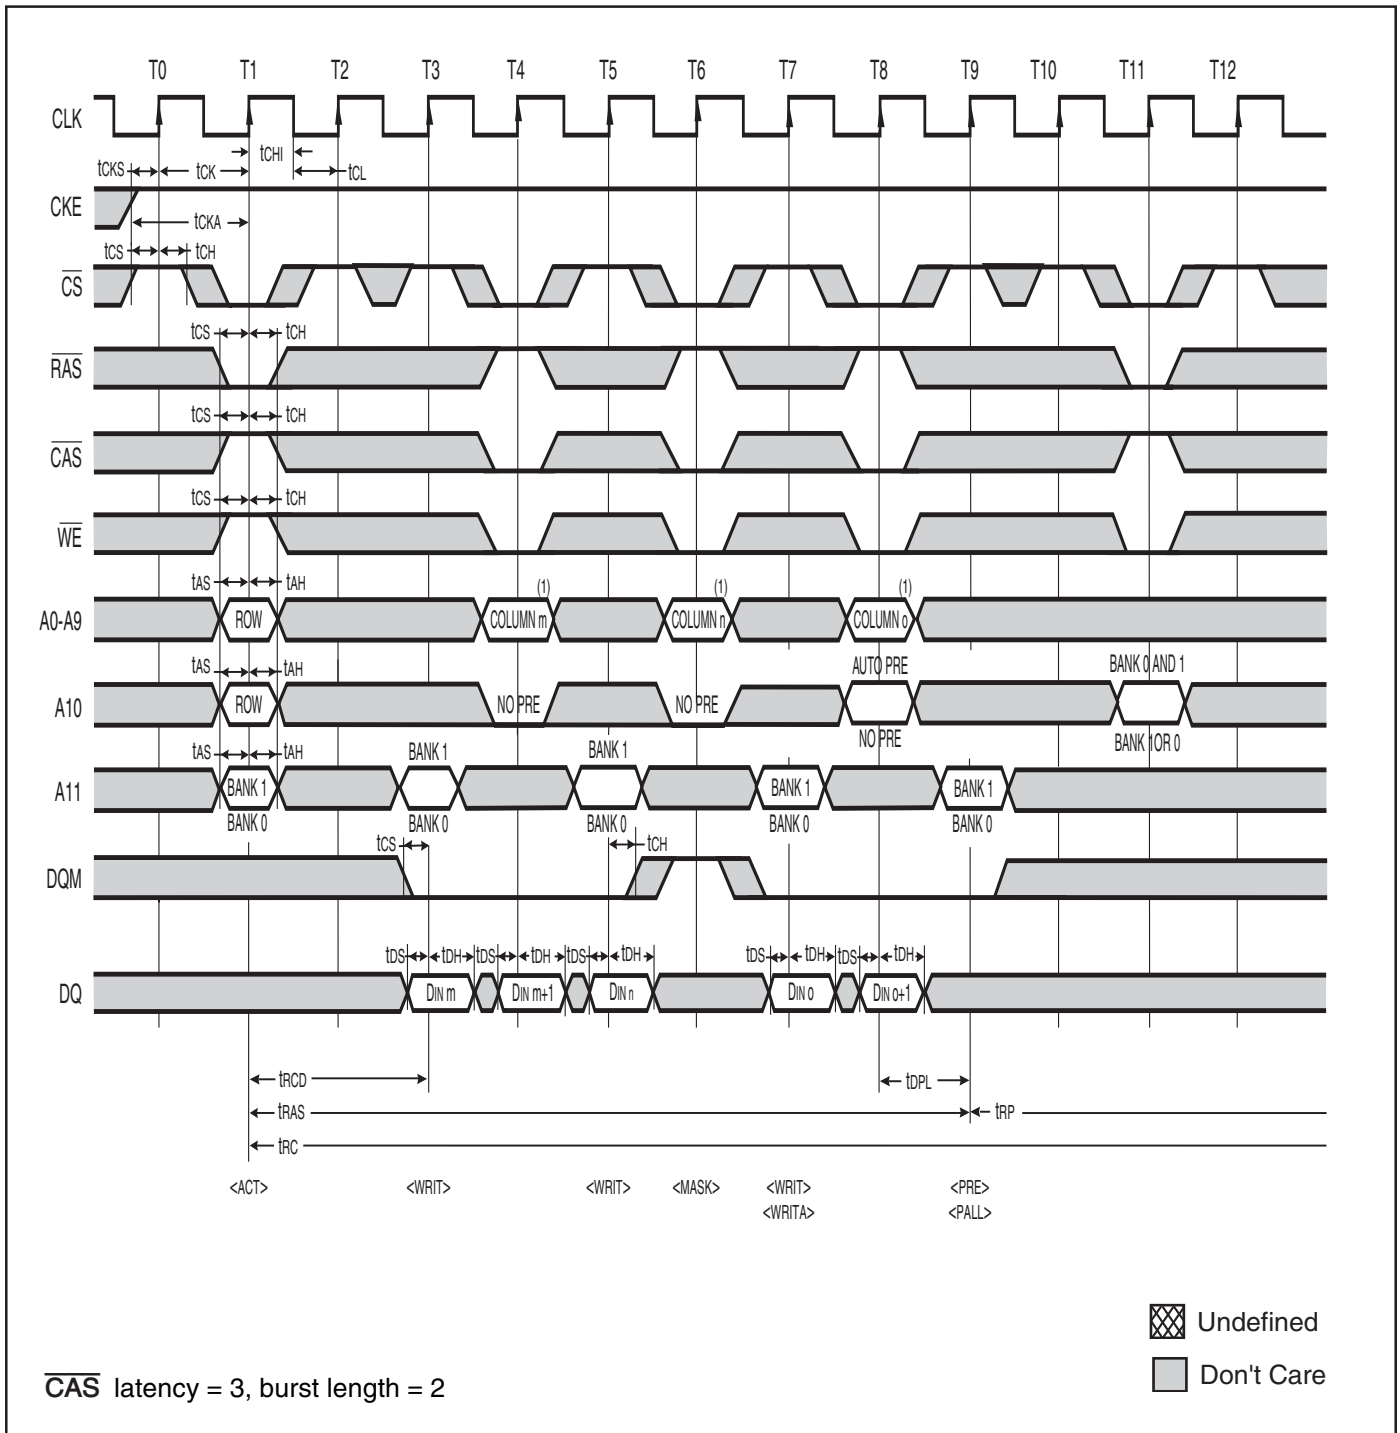 T0 T1 T2 T3 T4 T5 T6 T7 T8 T9 T10 T11 T12
CLK
tCHI
tCKS tCK tCL
CKE
tCKA
tCS tCH
CS
tCS tCH
RAS
tCS tCH
CAS
tCS tCH
WE
tAS tAH (1) (1) (1)
A0-A9 ROW COLUMN m COLUMN n COLUMN o
tAS tAH AUTO PRE BANK 0 AND 1
A10 ROW NO PRE NO PRE
NO PRE BANK 1OR 0
tAS tAH BANK 1 BANK 1
A11 BANK 1 BANK 1 BANK 1
BANK 0 BANK 0 BANK 0 BANK 0 BANK 0
tCS tCH
DQM
tDS tDH tDS tDH tDS tDH tDS tDH tDS tDH
DQ DIN m DIN m+1 DIN n DIN o DIN o+1
tRCD tDPL
tRAS tRP
tRC
<ACT> <WRIT> <WRIT> <MASK> <WRIT> <PRE>
<WRITA> <PALL>
Undefined
Don't Care
CAS latency = 3, burst length = 2